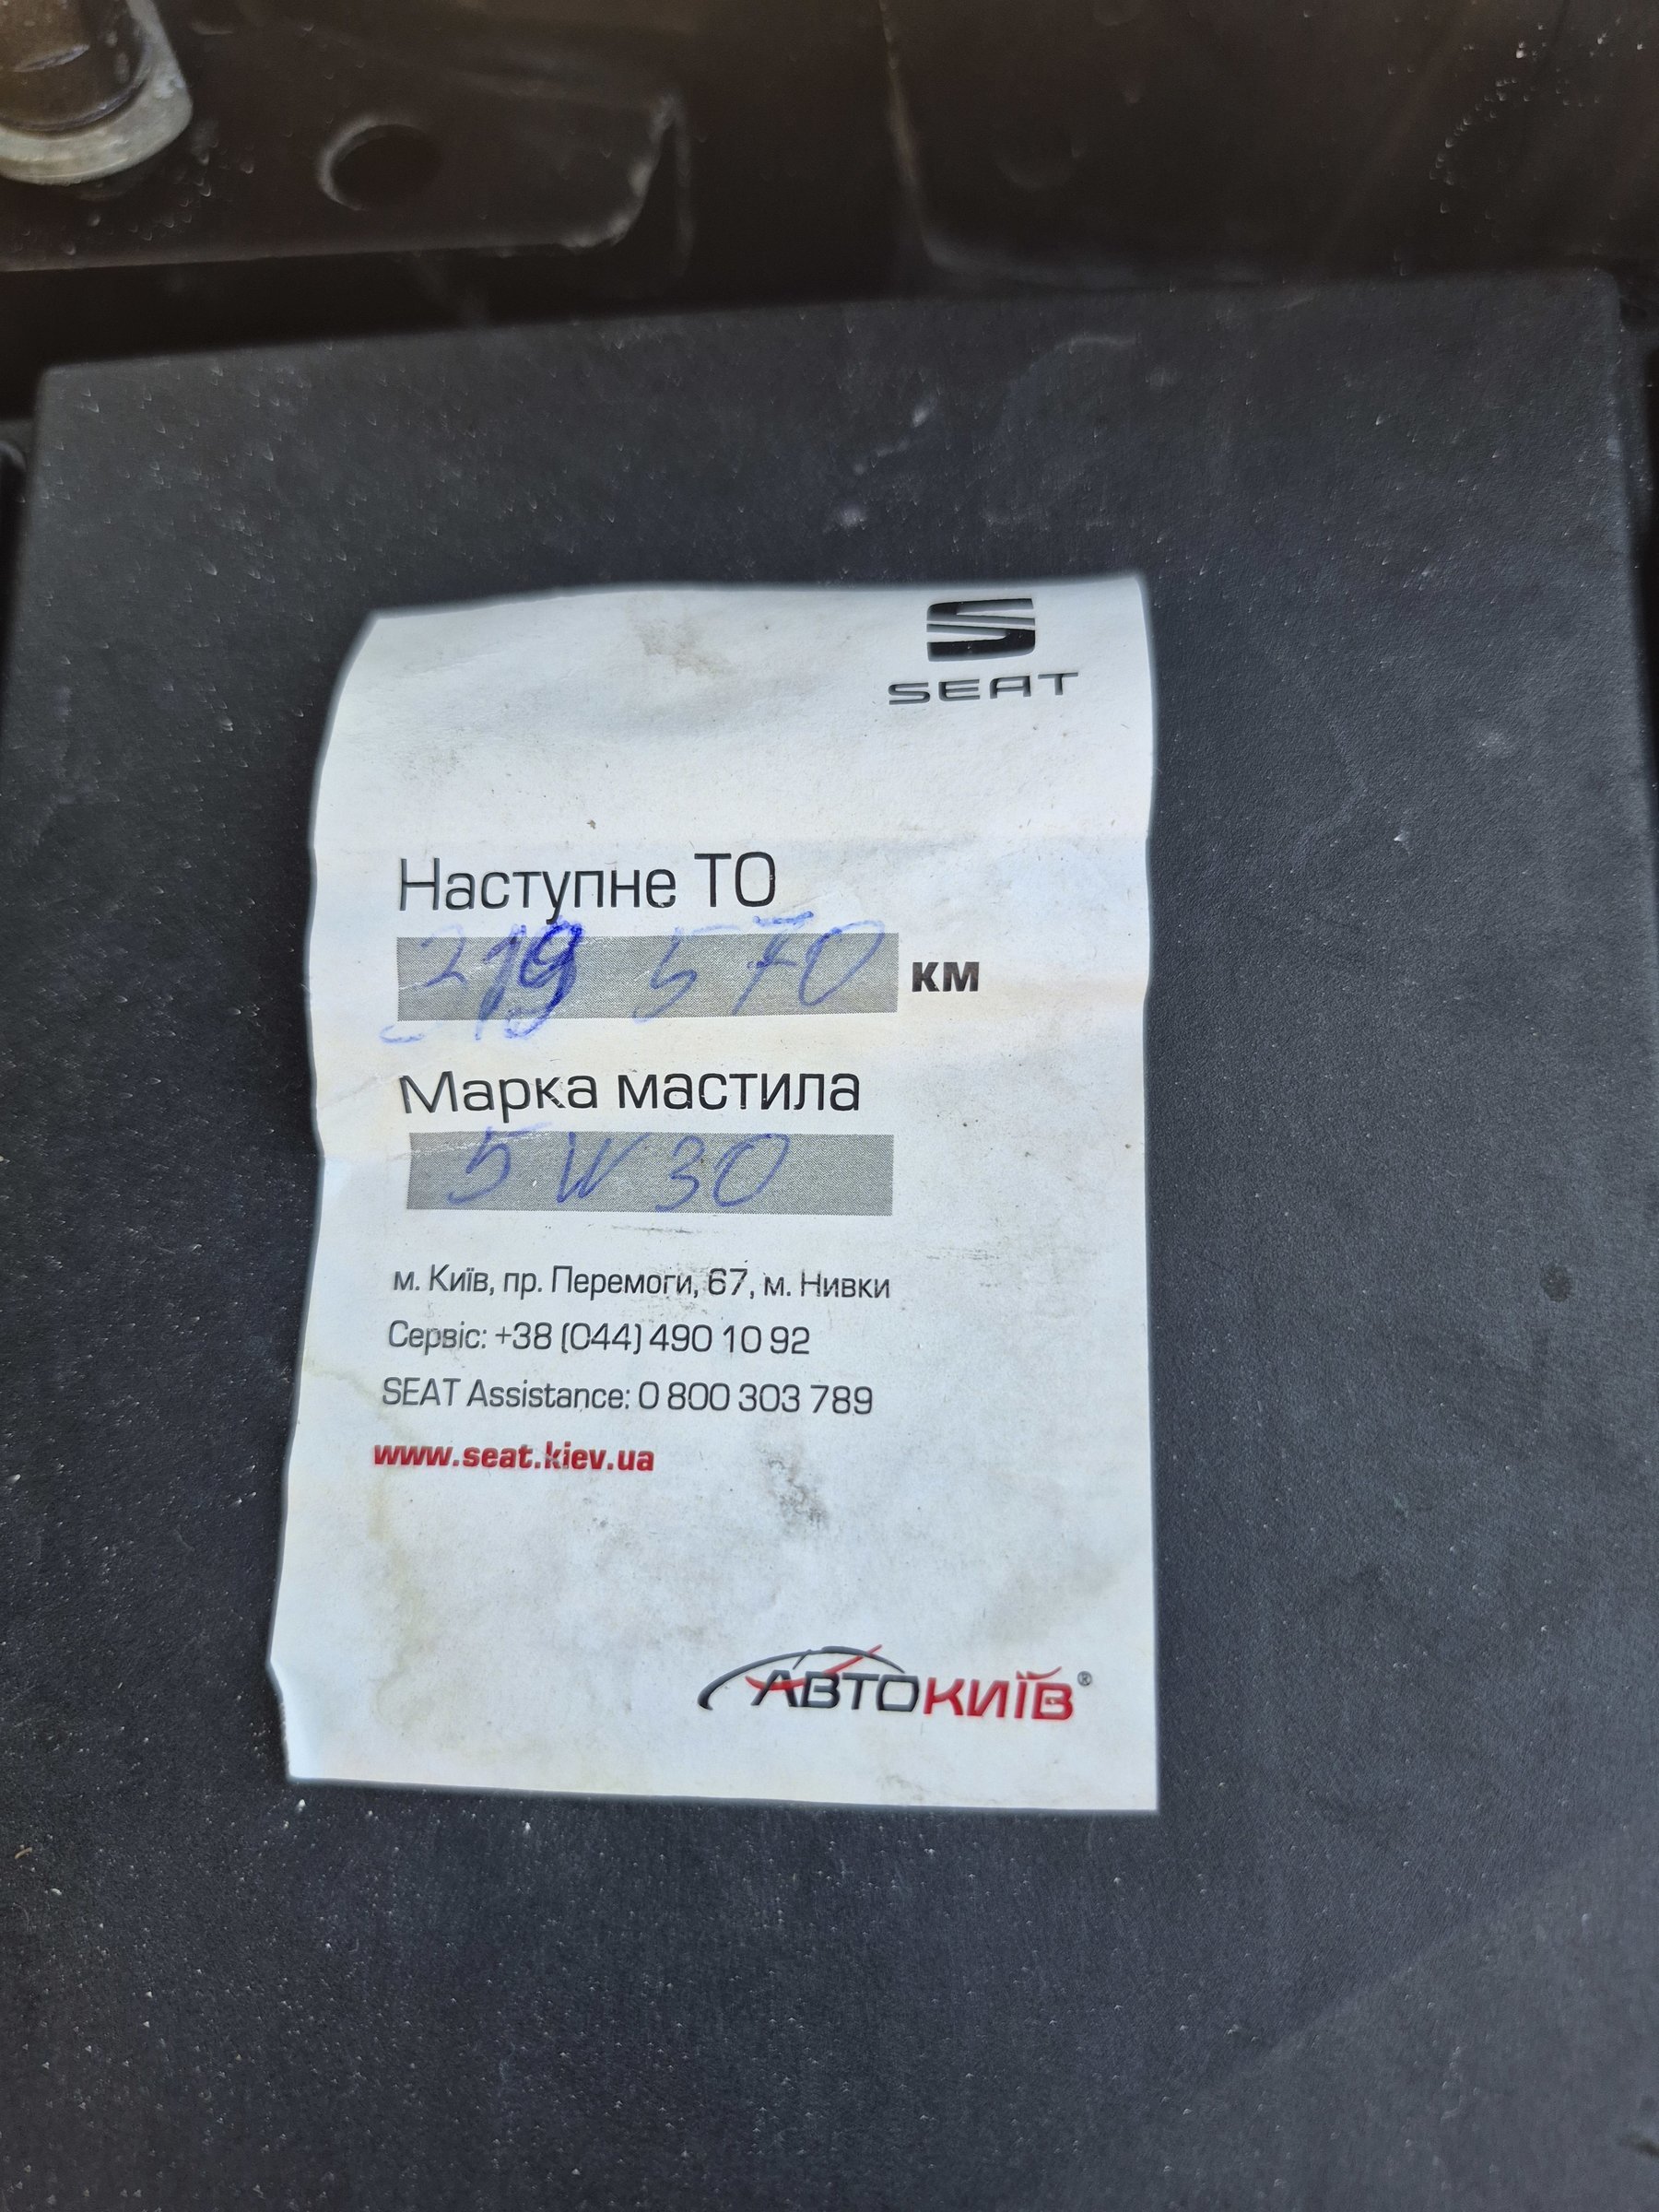 SEAT
Наступне ТО
219 570 км
Марка мастила
5W30
м. Київ, пр. Перемоги, 67, м. Нивки
Сервіс: +38 (044) 490 10 92
SEAT Assistance: 0 800 303 789
www.seat.kiev.ua
АВТОКИЇВ®